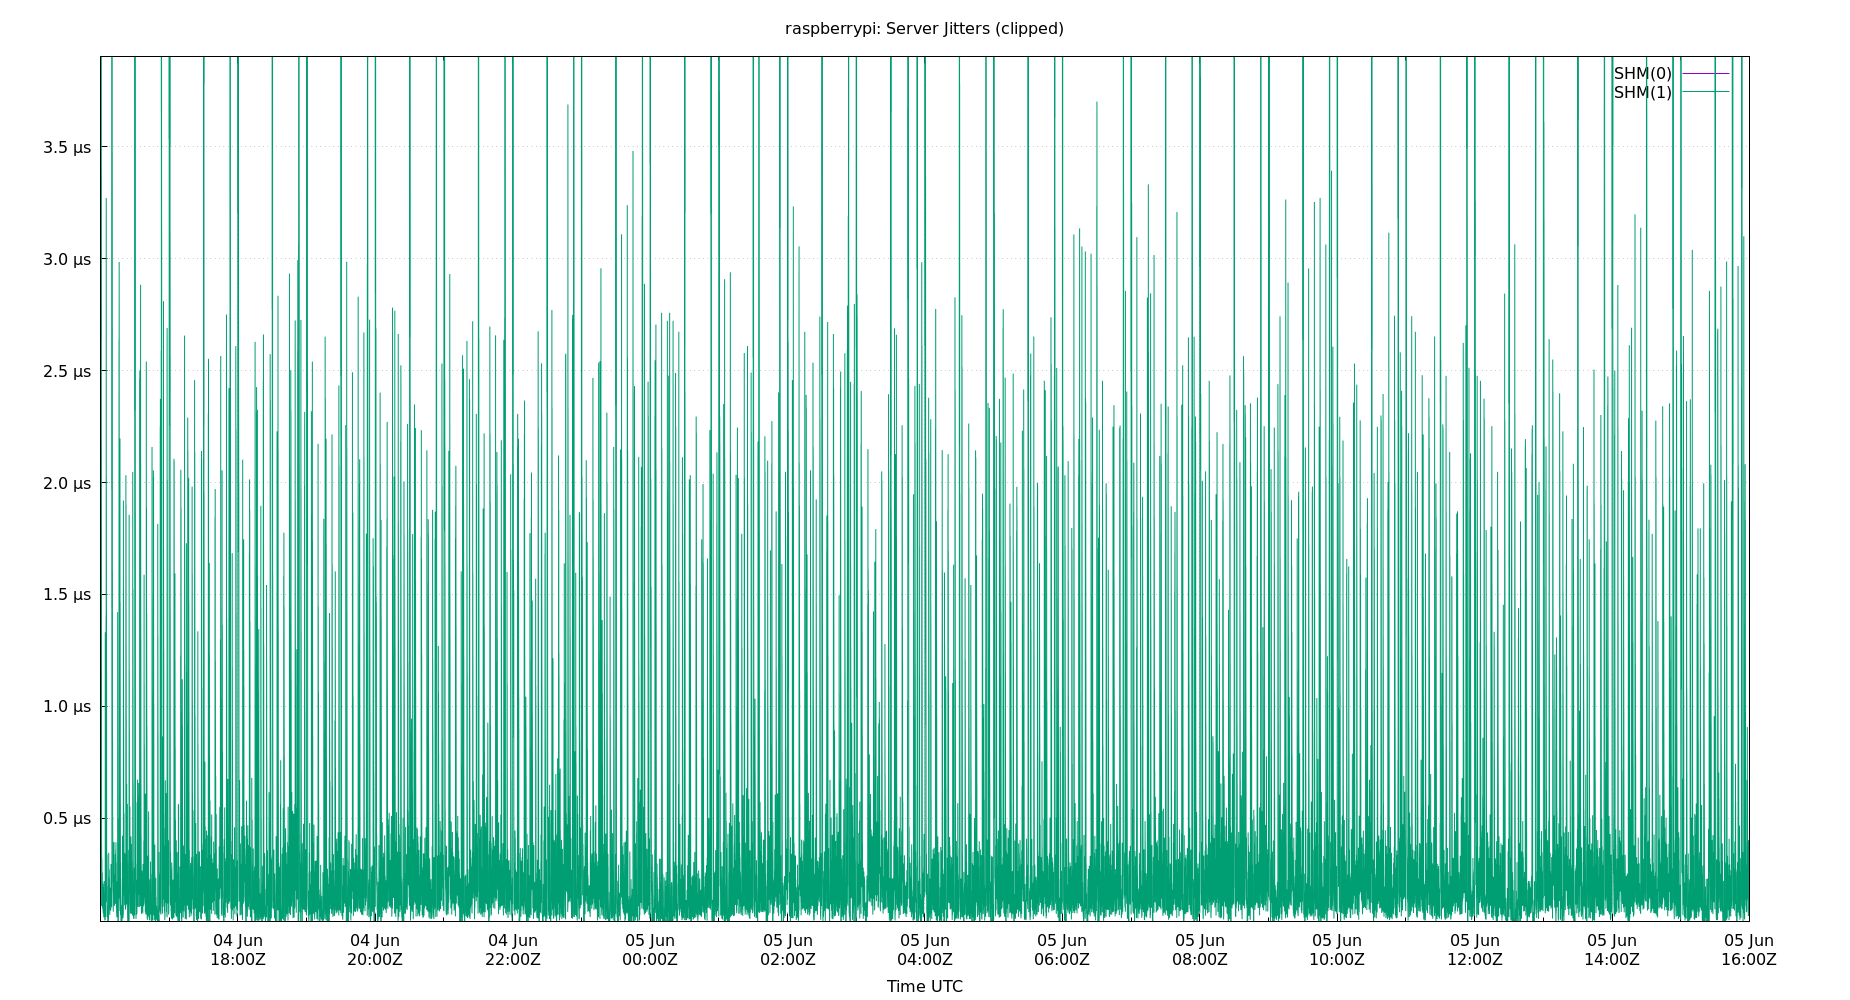 raspberrypi: Server Jitters (clipped)
SHM(0)
SHM(1)
3.5 µs
3.0 µs
2.5 µs
2.0 µs
1.5 µs
1.0 µs
0.5 µs
04 Jun 04 Jun 04 Jun 05 Jun 05 Jun 05 Jun 05 Jun 05 Jun 05 Jun 05 Jun 05 Jun 05 Jun
18:00Z 20:00Z 22:00Z 00:00Z 02:00Z 04:00Z 06:00Z 08:00Z 10:00Z 12:00Z 14:00Z 16:00Z
Time UTC